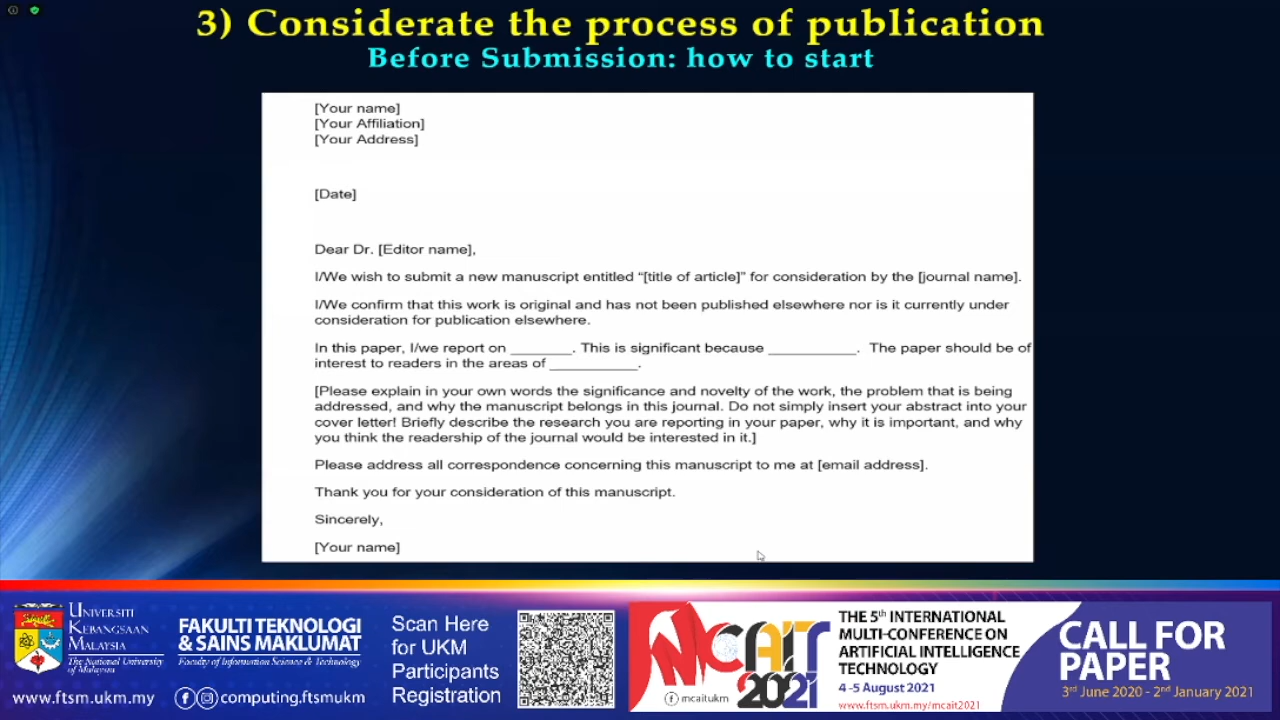 3) Considerate the process of publication
Before Submission: how to start
[Your name]
[Your Affiliation]
[Your Address]
[Date]
Dear Dr. [Editor name],
I/We wish to submit a new manuscript entitled “[title of article]” for consideration by the [journal name].
I/We confirm that this work is original and has not been published elsewhere nor is it currently under
consideration for publication elsewhere.
In this paper, I/we report on _______. This is significant because __________. The paper should be of
interest to readers in the areas of __________.
[Please explain in your own words the significance and novelty of the work, the problem that is being
addressed, and why the manuscript belongs in this journal. Do not simply insert your abstract into your
cover letter! Briefly describe the research you are reporting in your paper, why it is important, and why
you think the readership of the journal would be interested in it.]
Please address all correspondence concerning this manuscript to me at [email address].
Thank you for your consideration of this manuscript.
Sincerely,
[Your name]
UNIVERSITI
KEBANGSAAN
MALAYSIA
The National University
of Malaysia
www.ftsm.ukm.my
FAKULTI TEKNOLOGI
& SAINS MAKLUMAT
Faculty of Information Science & Technology
computing.ftsmukm
Scan Here
for UKM
Participants
Registration
MCAIT
2021
mcaitukm
THE 5th INTERNATIONAL
MULTI-CONFERENCE ON
ARTIFICIAL INTELLIGENCE
TECHNOLOGY
4 -5 August 2021
www.ftsm.ukm.my/mcait2021
CALL FOR
PAPER
3rd June 2020 - 2nd January 2021